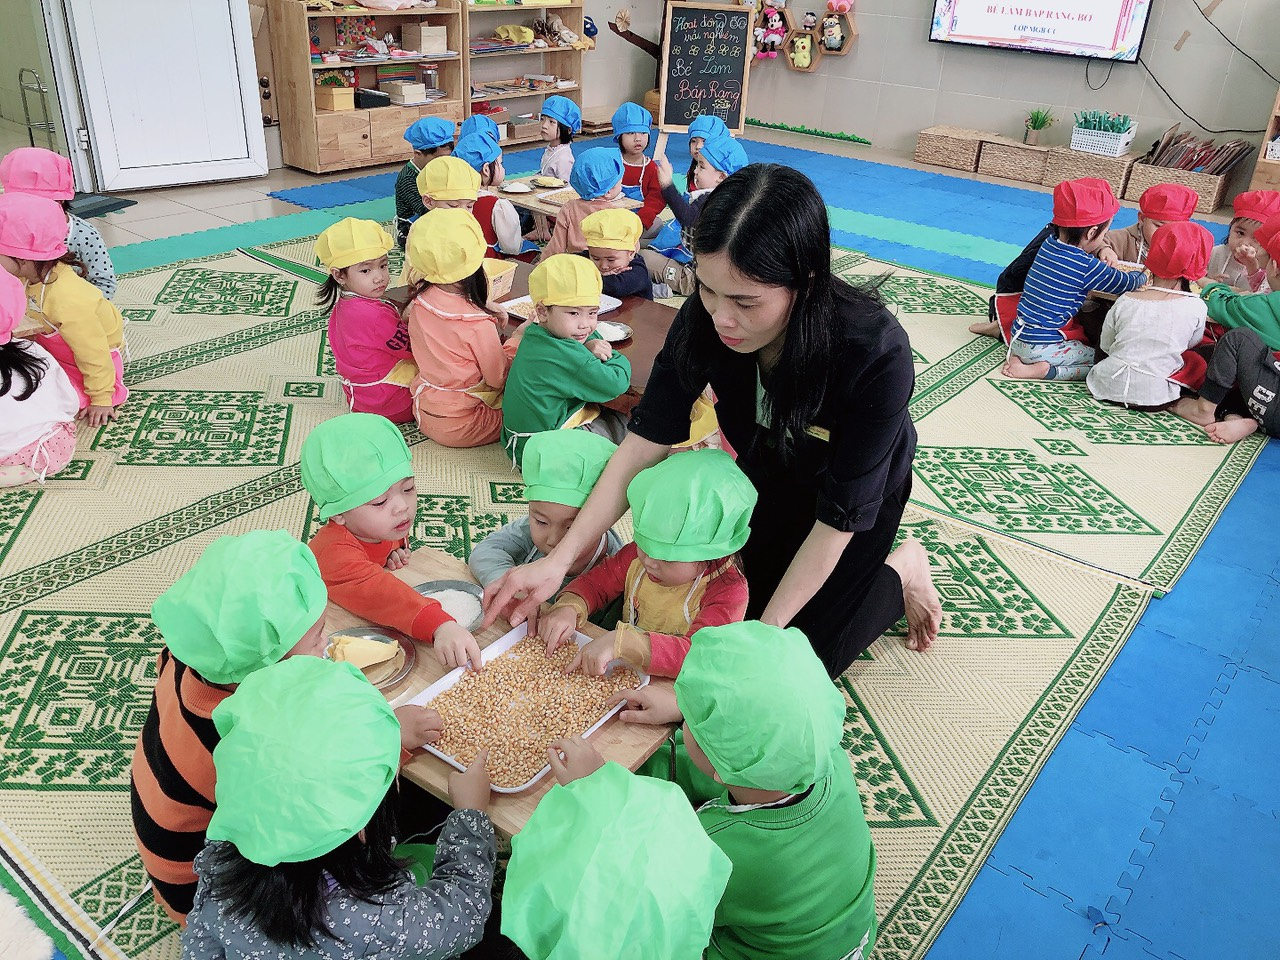 Hoạt động
trải nghiệm
Bé Làm
Bắp Rang
Bơ
BÉ LÀM BẮP RANG BƠ